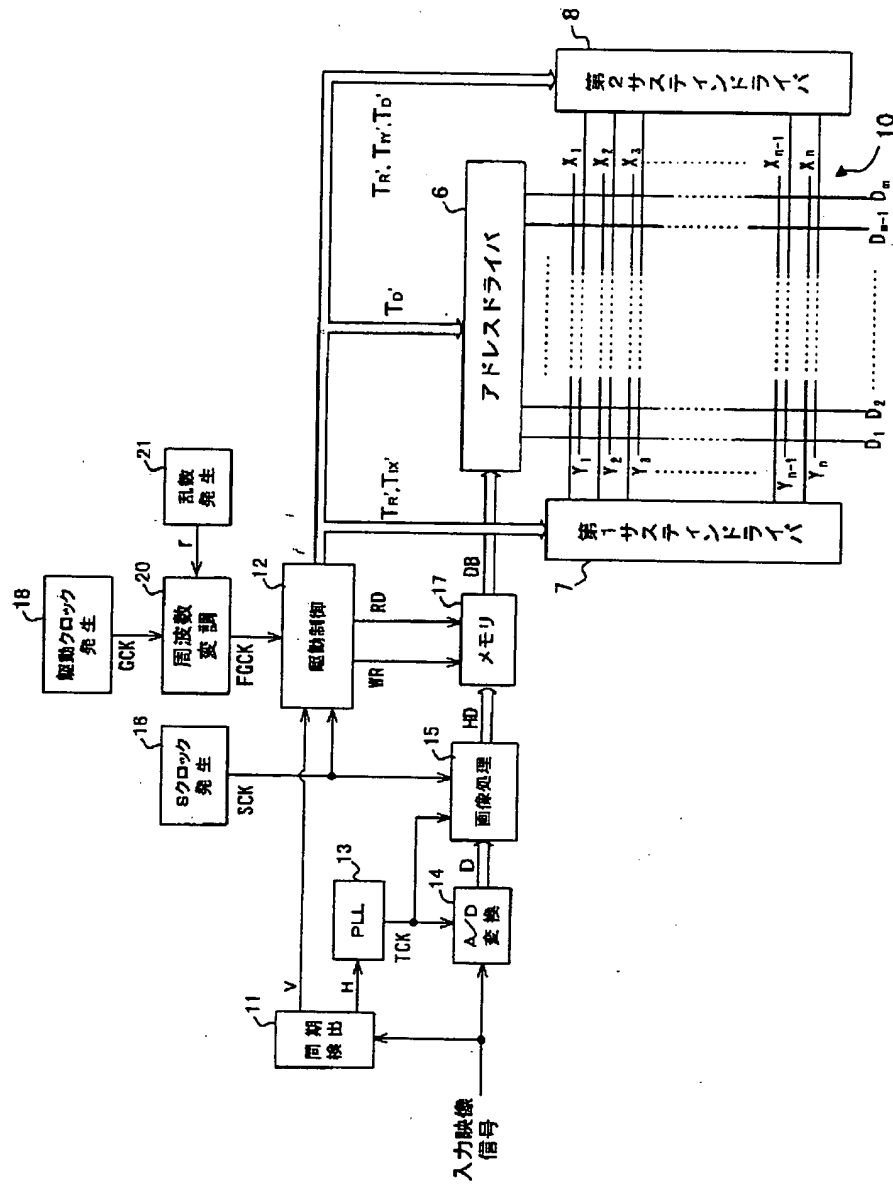 入力映像
信号
11
同期
検出
V
H
13
PLL
TCK
14
A/D
変換
D
16
Sクロック
発生
SCK
15
画像処理
HD
18
駆動クロック
発生
GCK
20
周波数
変調
FGCK
21
乱数
発生
r
12
駆動制御
WR
RD
17
メモリ
DB
TR',TIX'
TD'
TR',TIY',TD'
7
第1サスティンドライバ
6
アドレスドライバ
8
第2サスティンドライバ
Y1
Y2
Y3
Yn-1
Yn
X1
X2
X3
Xn-1
Xn
D1
D2
Dm-1
Dm
10